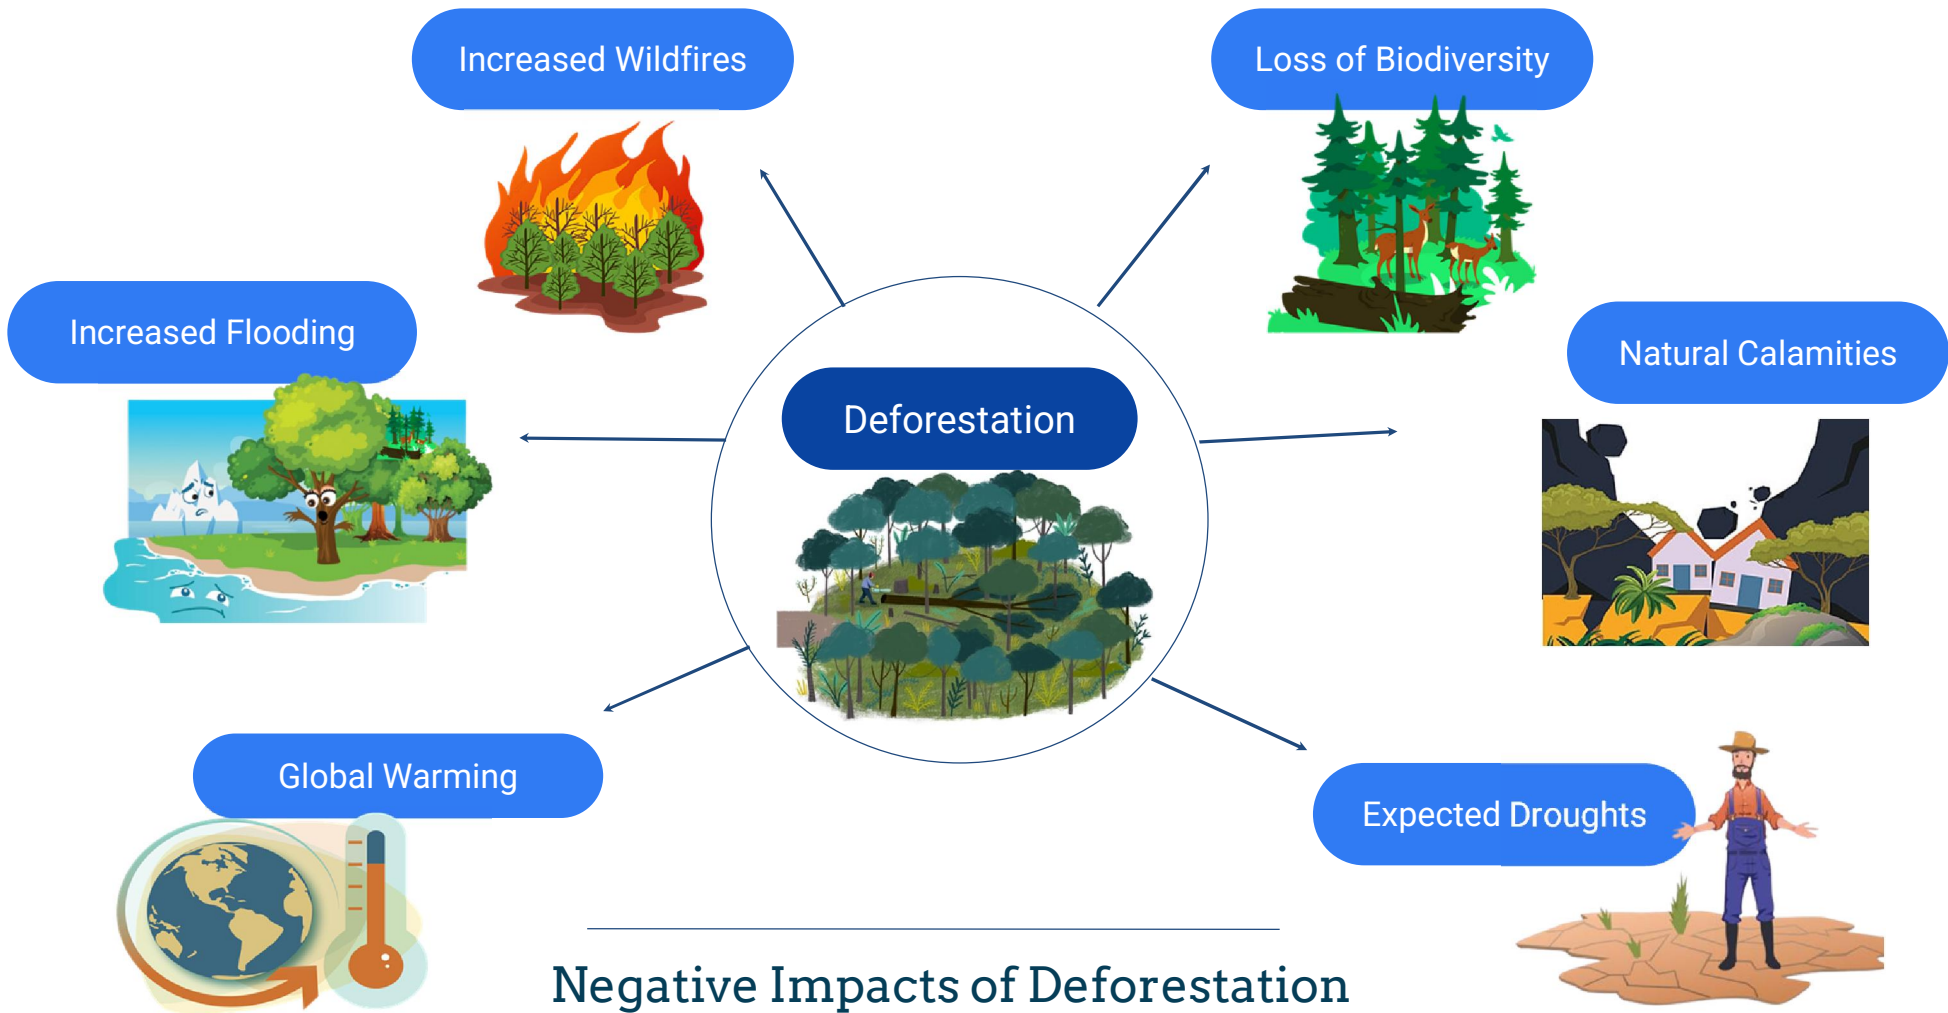 Increased Wildfires
Loss of Biodiversity
Increased Flooding
Natural Calamities
Deforestation
Global Warming
Expected Droughts
Negative Impacts of Deforestation